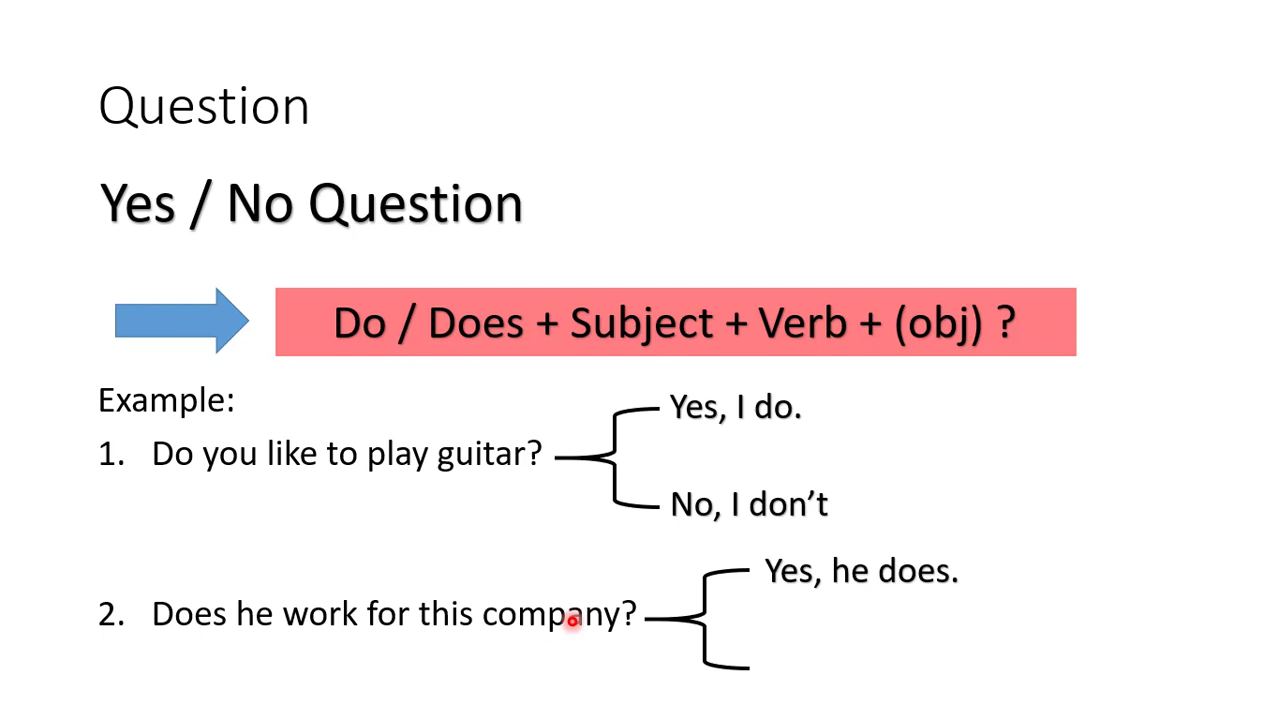 Question
Yes / No Question
Do / Does + Subject + Verb + (obj) ?
Example:
Yes, I do.
1. Do you like to play guitar?
No, I don’t
Yes, he does.
2. Does he work for this company?